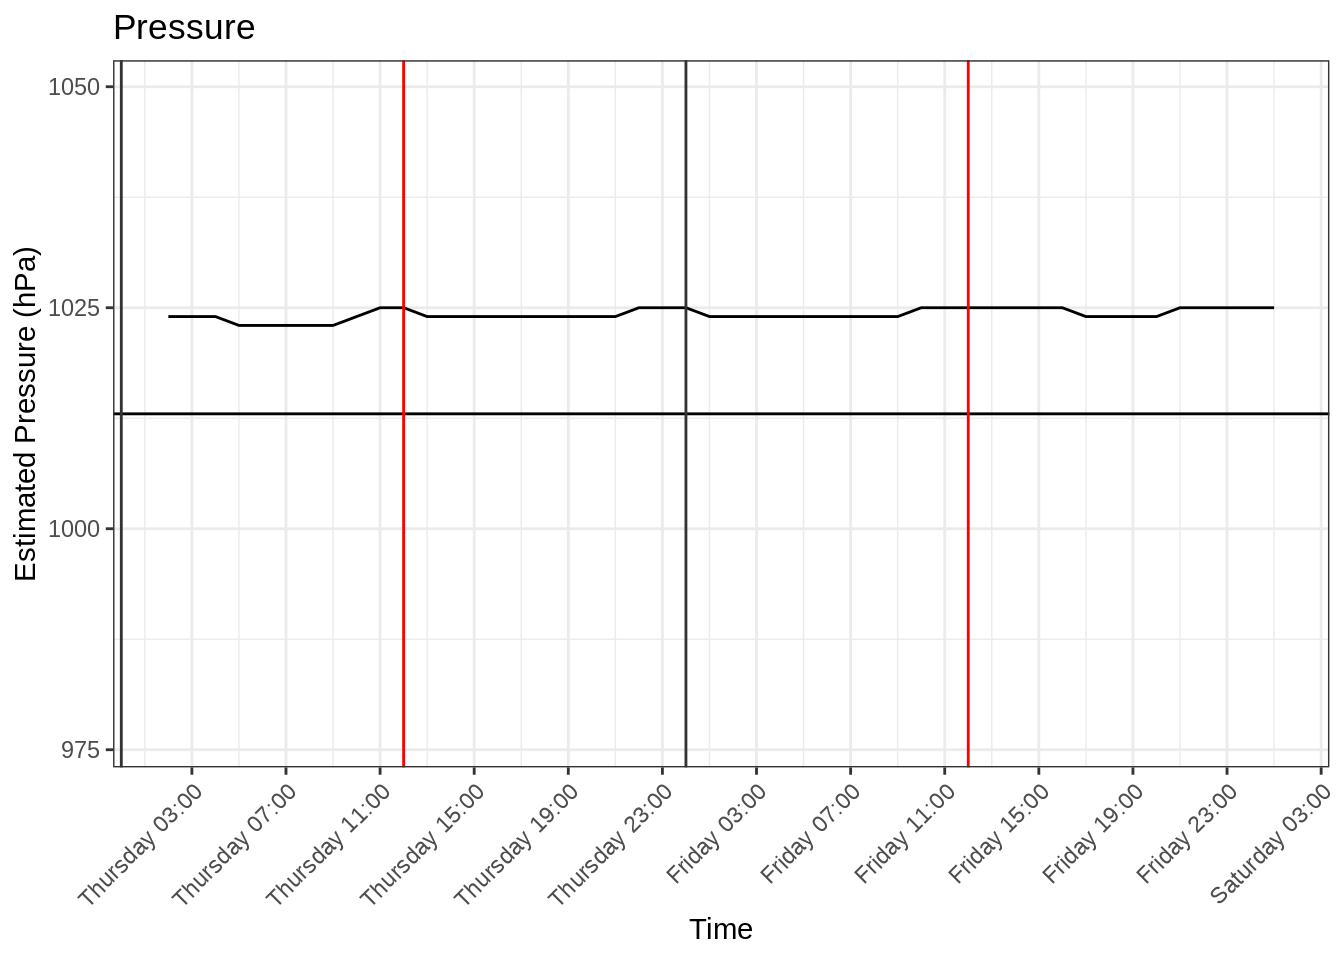 Pressure
Estimated Pressure (hPa)
1050
1025
1000
975
Thursday 03:00
Thursday 07:00
Thursday 11:00
Thursday 15:00
Thursday 19:00
Thursday 23:00
Friday 03:00
Friday 07:00
Friday 11:00
Friday 15:00
Friday 19:00
Friday 23:00
Saturday 03:00
Time